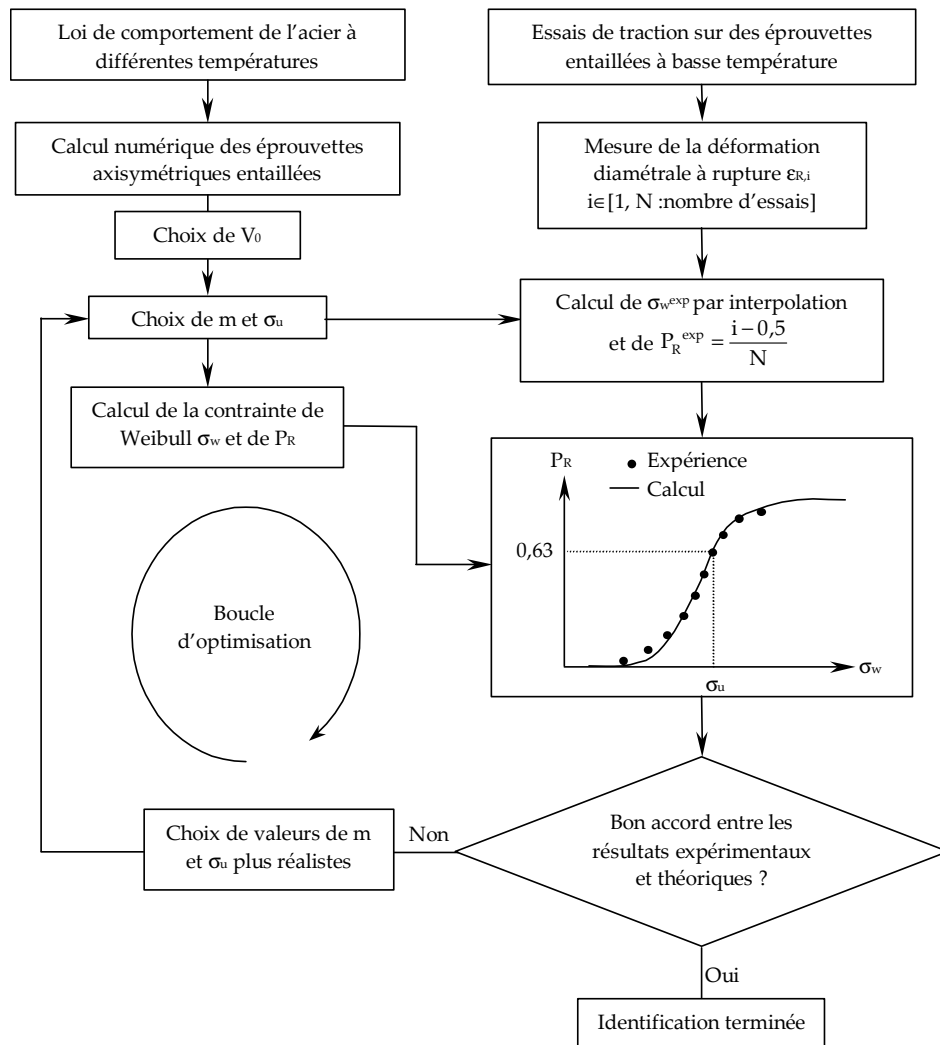 Loi de comportement de l'acier à
différentes températures
Essais de traction sur des éprouvettes
entaillées à basse température
Calcul numérique des éprouvettes
axisymétriques entaillées
Mesure de la déformation
diamétrale à rupture εR,i
i∈[1, N :nombre d'essais]
Choix de V0
Choix de m et σu
Calcul de σw^exp par interpolation
et de P_R^exp = (i − 0,5) / N
Calcul de la contrainte de
Weibull σw et de PR
PR
Expérience
Calcul
0,63
σw
σu
Boucle
d'optimisation
Choix de valeurs de m
et σu plus réalistes
Non
Bon accord entre les
résultats expérimentaux
et théoriques ?
Oui
Identification terminée